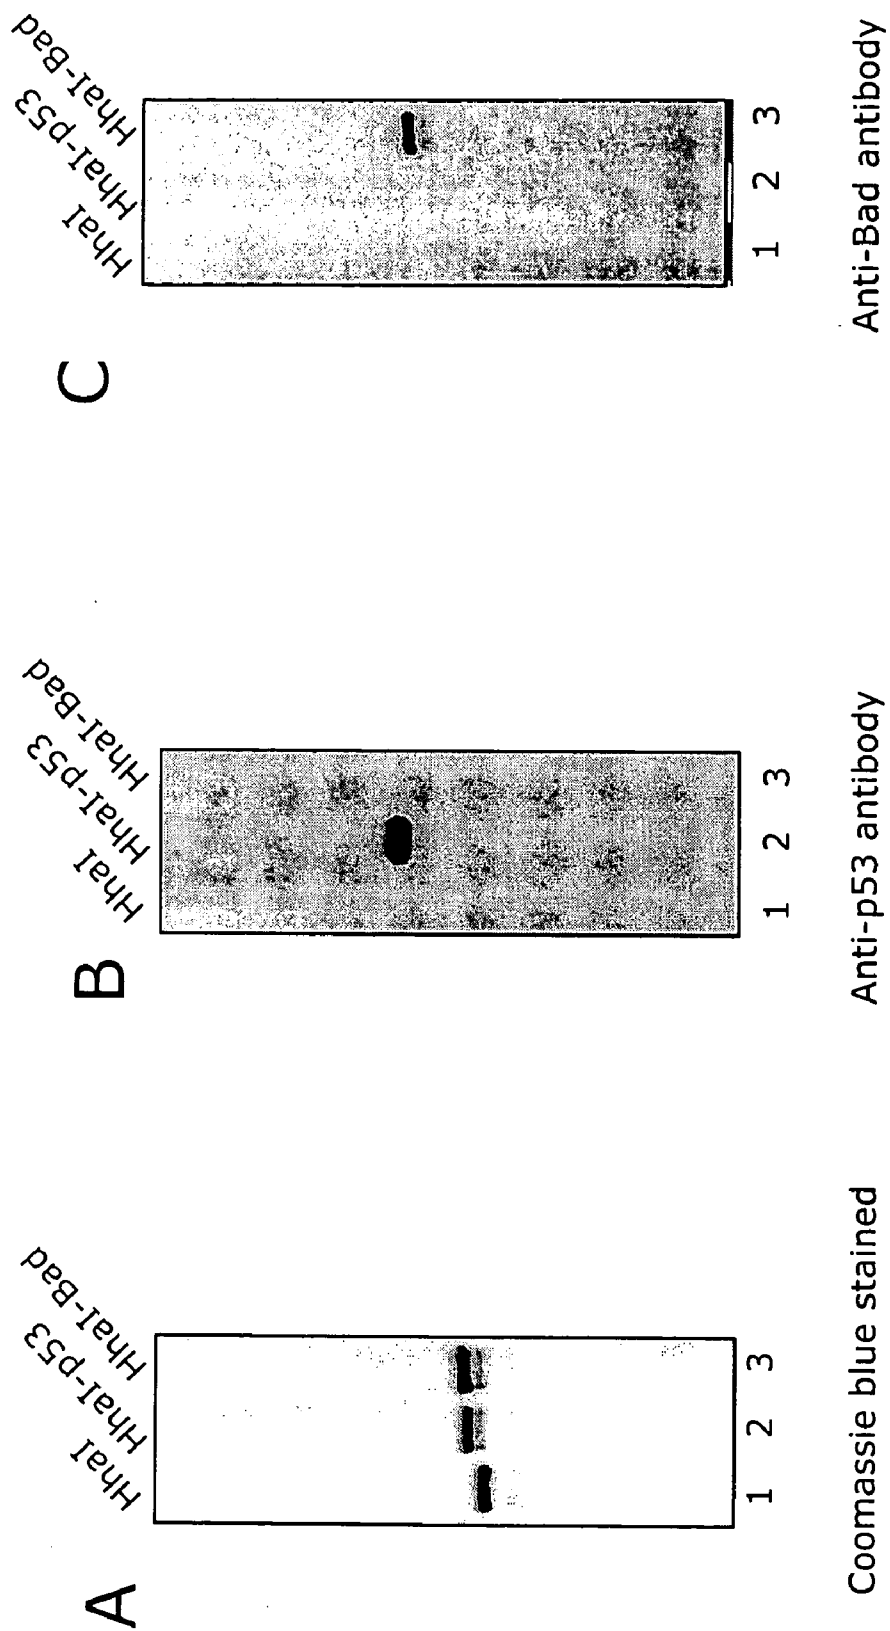 A
HhaI
HhaI-p53
HhaI-Bad
1 2 3
Coomassie blue stained
B
HhaI
HhaI-p53
HhaI-Bad
1 2 3
Anti-p53 antibody
C
HhaI
HhaI-p53
HhaI-Bad
1 2 3
Anti-Bad antibody